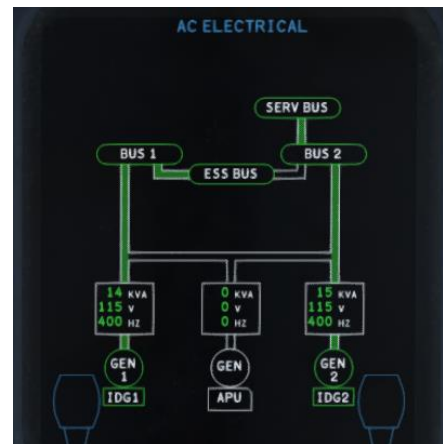 AC ELECTRICAL
SERV BUS
BUS 1
BUS 2
ESS BUS
14 KVA
115 V
400 HZ
0 KVA
0 V
0 HZ
15 KVA
115 V
400 HZ
GEN
1
GEN
GEN
2
IDG1
APU
IDG2